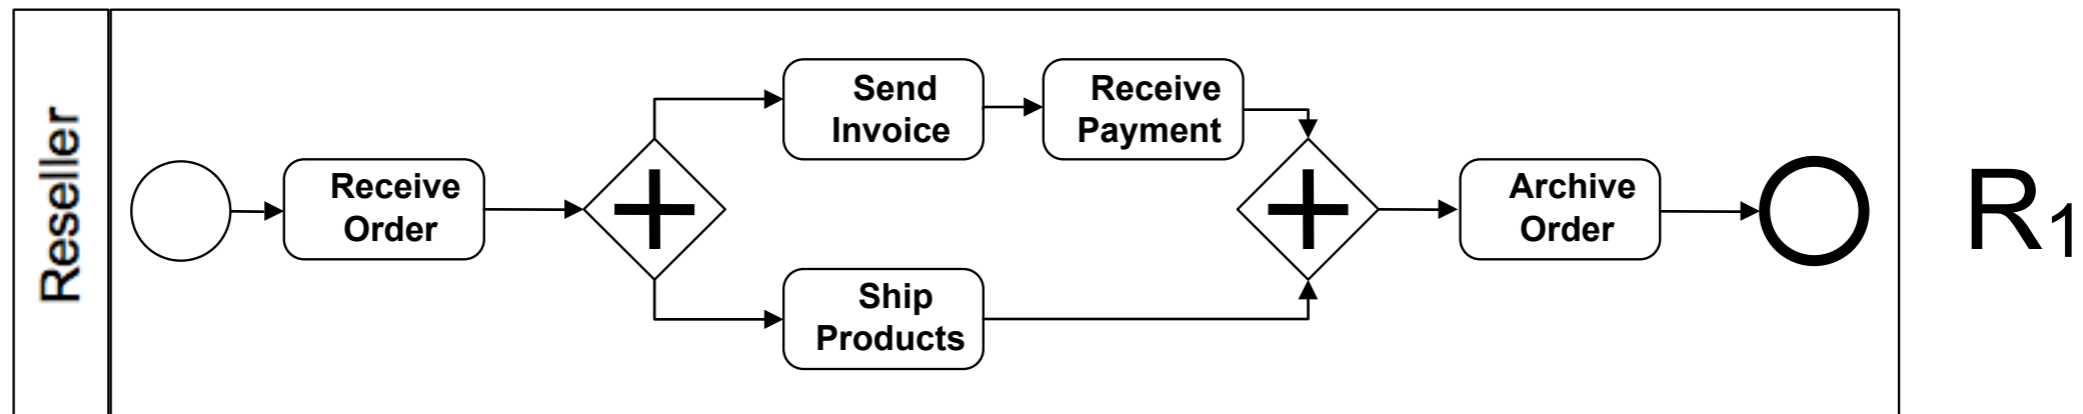 Reseller
Receive
Order
Send
Invoice
Receive
Payment
Ship
Products
Archive
Order
R1